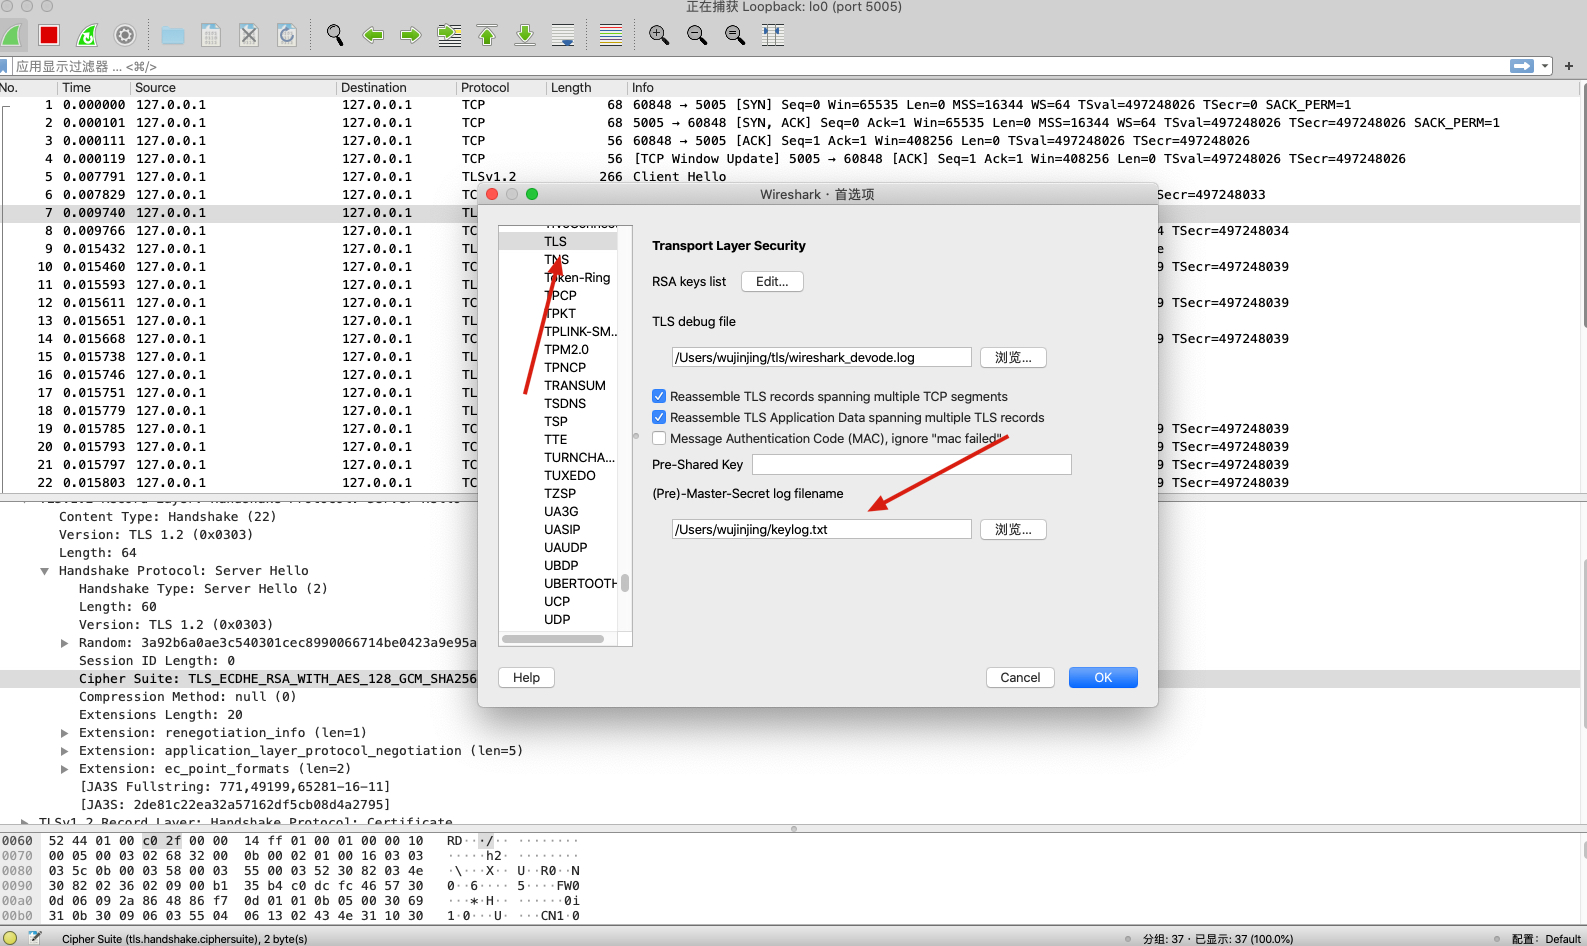 正在捕获 Loopback: lo0 (port 5005)
应用显示过滤器 … <⌘/>
No. Time Source Destination Protocol Length Info
1 0.000000 127.0.0.1 127.0.0.1 TCP 68 60848 → 5005 [SYN] Seq=0 Win=65535 Len=0 MSS=16344 WS=64 TSval=497248026 TSecr=0 SACK_PERM=1
2 0.000101 127.0.0.1 127.0.0.1 TCP 68 5005 → 60848 [SYN, ACK] Seq=0 Ack=1 Win=65535 Len=0 MSS=16344 WS=64 TSval=497248026 TSecr=497248026 SACK_PERM=1
3 0.000111 127.0.0.1 127.0.0.1 TCP 56 60848 → 5005 [ACK] Seq=1 Ack=1 Win=408256 Len=0 TSval=497248026 TSecr=497248026
4 0.000119 127.0.0.1 127.0.0.1 TCP 56 [TCP Window Update] 5005 → 60848 [ACK] Seq=1 Ack=1 Win=408256 Len=0 TSval=497248026 TSecr=497248026
5 0.007791 127.0.0.1 127.0.0.1 TLSv1.2 266 Client Hello
6 0.007829 127.0.0.1 127.0.0.1 TC Secr=497248033
7 0.009740 127.0.0.1 127.0.0.1 TL
8 0.009766 127.0.0.1 127.0.0.1 TC 4 TSecr=497248034
9 0.015432 127.0.0.1 127.0.0.1 TL e
10 0.015460 127.0.0.1 127.0.0.1 TC 9 TSecr=497248039
11 0.015593 127.0.0.1 127.0.0.1 TL
12 0.015611 127.0.0.1 127.0.0.1 TC 9 TSecr=497248039
13 0.015651 127.0.0.1 127.0.0.1 TL
14 0.015668 127.0.0.1 127.0.0.1 TC 9 TSecr=497248039
15 0.015738 127.0.0.1 127.0.0.1 TL
16 0.015746 127.0.0.1 127.0.0.1 TL
17 0.015751 127.0.0.1 127.0.0.1 TL
18 0.015779 127.0.0.1 127.0.0.1 TL
19 0.015785 127.0.0.1 127.0.0.1 TC 9 TSecr=497248039
20 0.015793 127.0.0.1 127.0.0.1 TC 9 TSecr=497248039
21 0.015797 127.0.0.1 127.0.0.1 TC 9 TSecr=497248039
22 0.015803 127.0.0.1 127.0.0.1 TC 9 TSecr=497248039
Wireshark · 首选项
TLS
TNS
Token-Ring
TPCP
TPKT
TPLINK-SM...
TPM2.0
TPNCP
TRANSUM
TSDNS
TSP
TTE
TURNCHA...
TUXEDO
TZSP
UA3G
UASIP
UAUDP
UBDP
UBERTOOTH
UCP
UDP
Transport Layer Security
RSA keys list Edit...
TLS debug file
/Users/wujinjing/tls/wireshark_devode.log 浏览...
Reassemble TLS records spanning multiple TCP segments
Reassemble TLS Application Data spanning multiple TLS records
Message Authentication Code (MAC), ignore "mac failed"
Pre-Shared Key
(Pre)-Master-Secret log filename
/Users/wujinjing/keylog.txt 浏览...
Help Cancel OK
Content Type: Handshake (22)
Version: TLS 1.2 (0x0303)
Length: 64
Handshake Protocol: Server Hello
Handshake Type: Server Hello (2)
Length: 60
Version: TLS 1.2 (0x0303)
Random: 3a92b6a0ae3c540301cec8990066714be0423a9e95a
Session ID Length: 0
Cipher Suite: TLS_ECDHE_RSA_WITH_AES_128_GCM_SHA256
Compression Method: null (0)
Extensions Length: 20
Extension: renegotiation_info (len=1)
Extension: application_layer_protocol_negotiation (len=5)
Extension: ec_point_formats (len=2)
[JA3S Fullstring: 771,49199,65281-16-11]
[JA3S: 2de81c22ea32a57162df5cb08d4a2795]
TLSv1.2 Record Layer: Handshake Protocol: Certificate
0060 52 44 01 00 c0 2f 00 00 14 ff 01 00 01 00 00 10 RD···/·· ········
0070 00 05 00 03 02 68 32 00 0b 00 02 01 00 16 03 03 ·····h2· ········
0080 03 5c 0b 00 03 58 00 03 55 00 03 52 30 82 03 4e ·\···X·· U··R0··N
0090 30 82 02 36 02 09 00 b1 35 b4 c0 dc fc 46 57 30 0··6···· 5····FW0
00a0 0d 06 09 2a 86 48 86 f7 0d 01 01 0b 05 00 30 69 ···*·H·· ······0i
00b0 31 0b 30 09 06 03 55 04 06 13 02 43 4e 31 10 30 1·0···U· ···CN1·0
Cipher Suite (tls.handshake.ciphersuite), 2 byte(s) 分组: 37 · 已显示: 37 (100.0%) 配置: Default